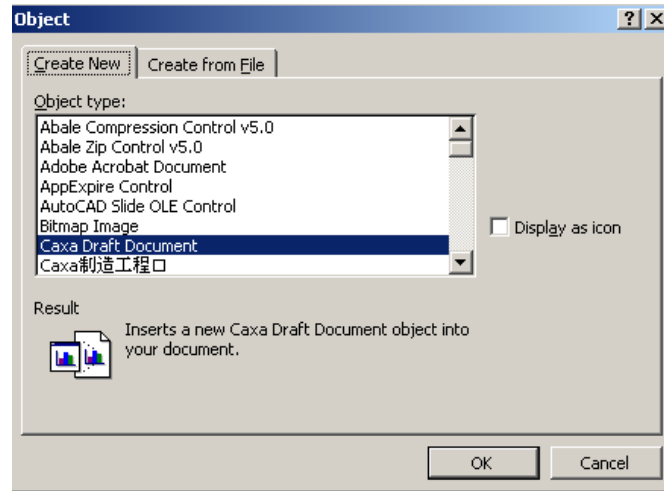 Object
Create New
Create from File
Object type:
Abale Compression Control v5.0
Abale Zip Control v5.0
Adobe Acrobat Document
AppExpire Control
AutoCAD Slide OLE Control
Bitmap Image
Caxa Draft Document
Caxa制造工程口
Display as icon
Result
Inserts a new Caxa Draft Document object into
your document.
OK
Cancel